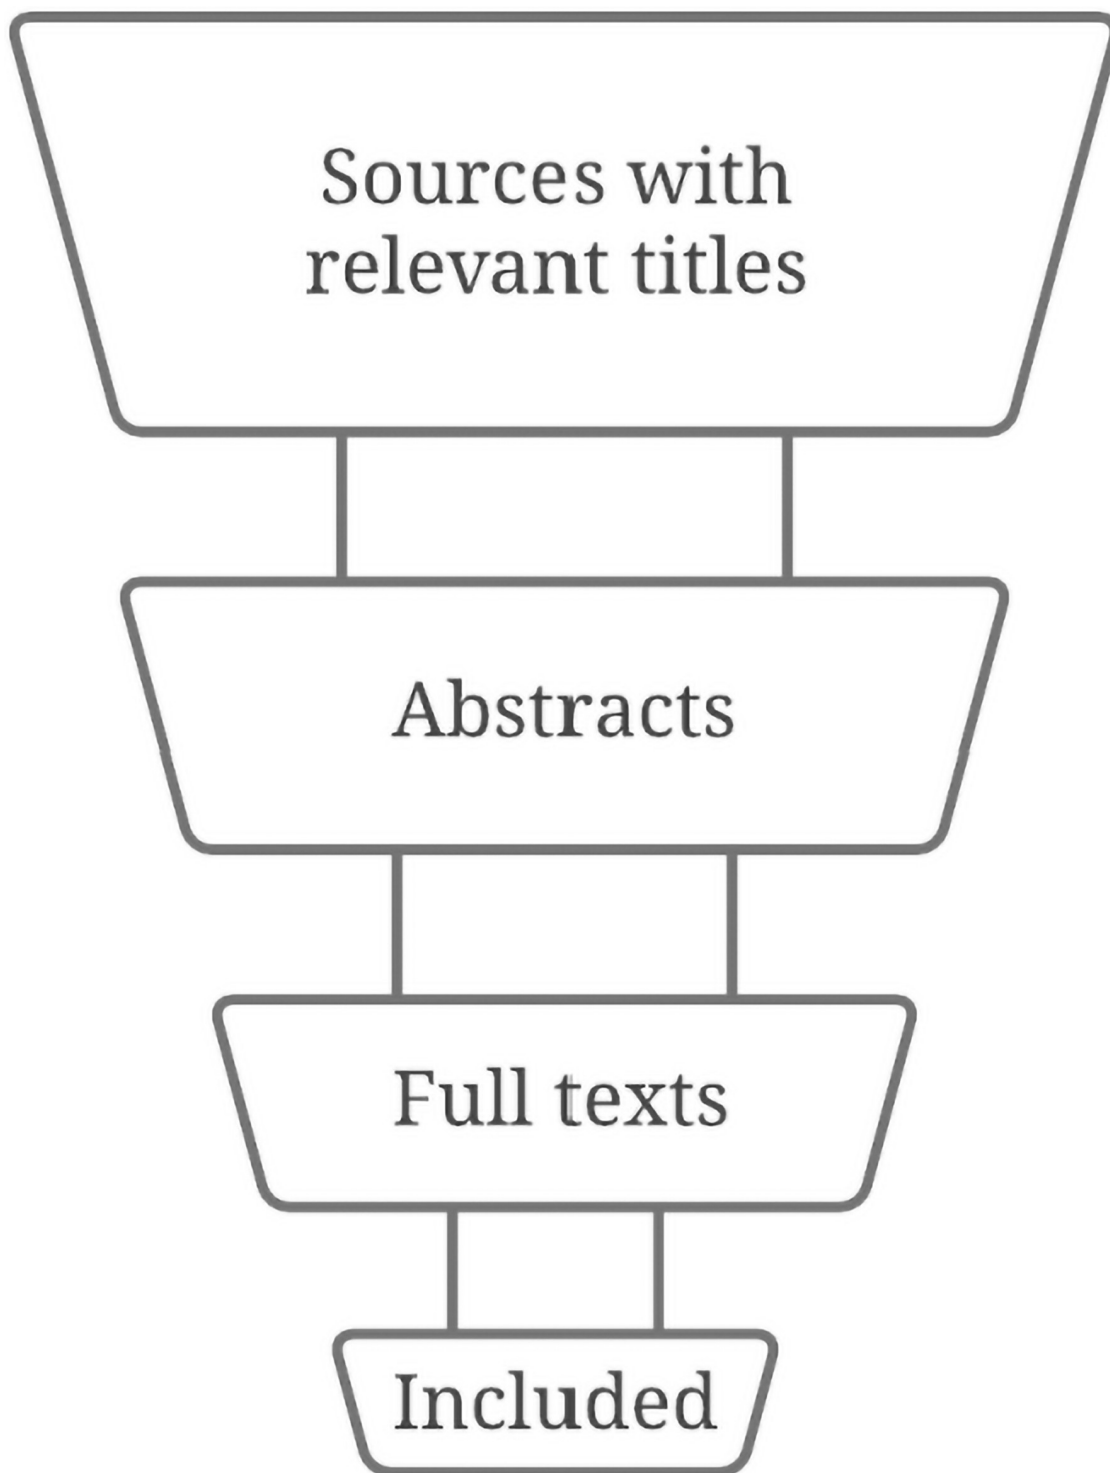 Sources with
relevant titles
Abstracts
Full texts
Included